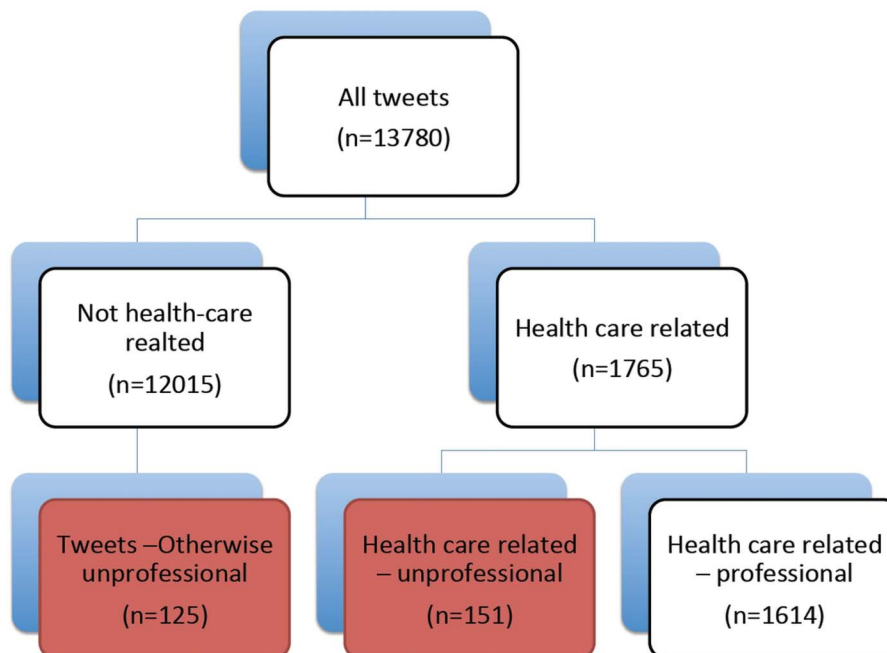 All tweets
(n=13780)
Not health-care
realted
(n=12015)
Health care related
(n=1765)
Tweets –Otherwise
unprofessional
(n=125)
Health care related
– unprofessional
(n=151)
Health care related
– professional
(n=1614)